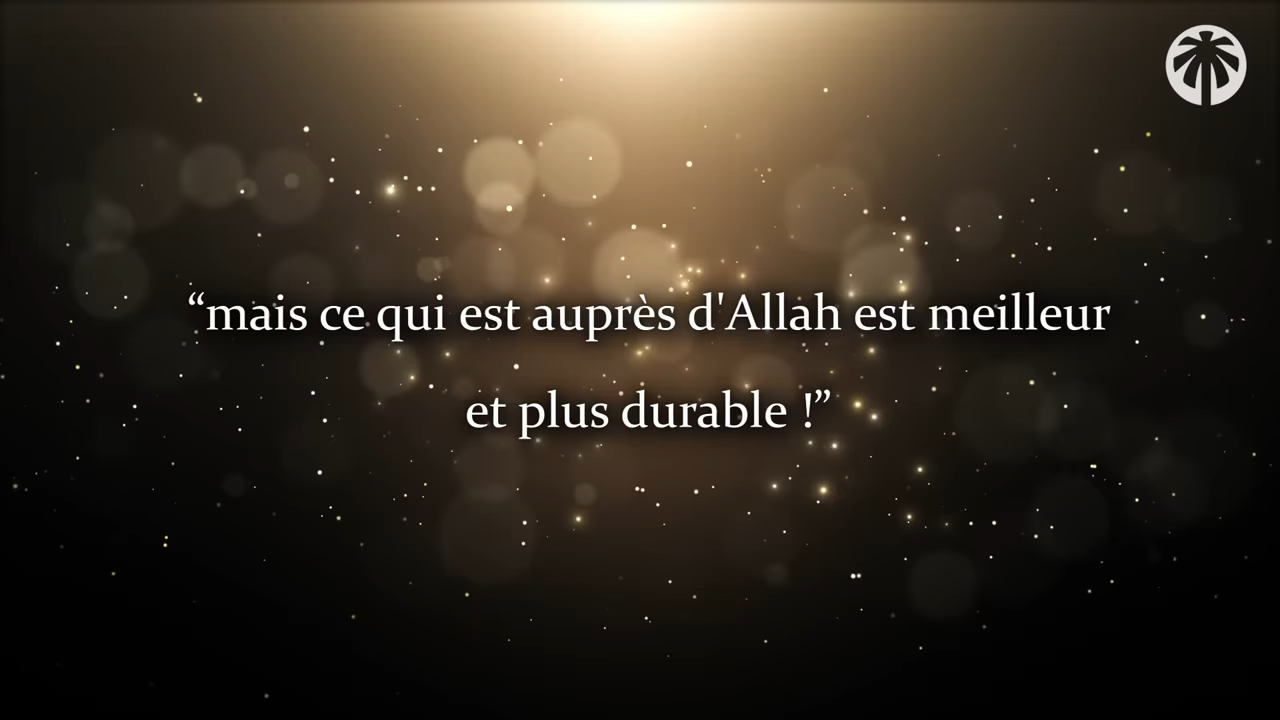 “mais ce qui est auprès d'Allah est meilleur
et plus durable !”